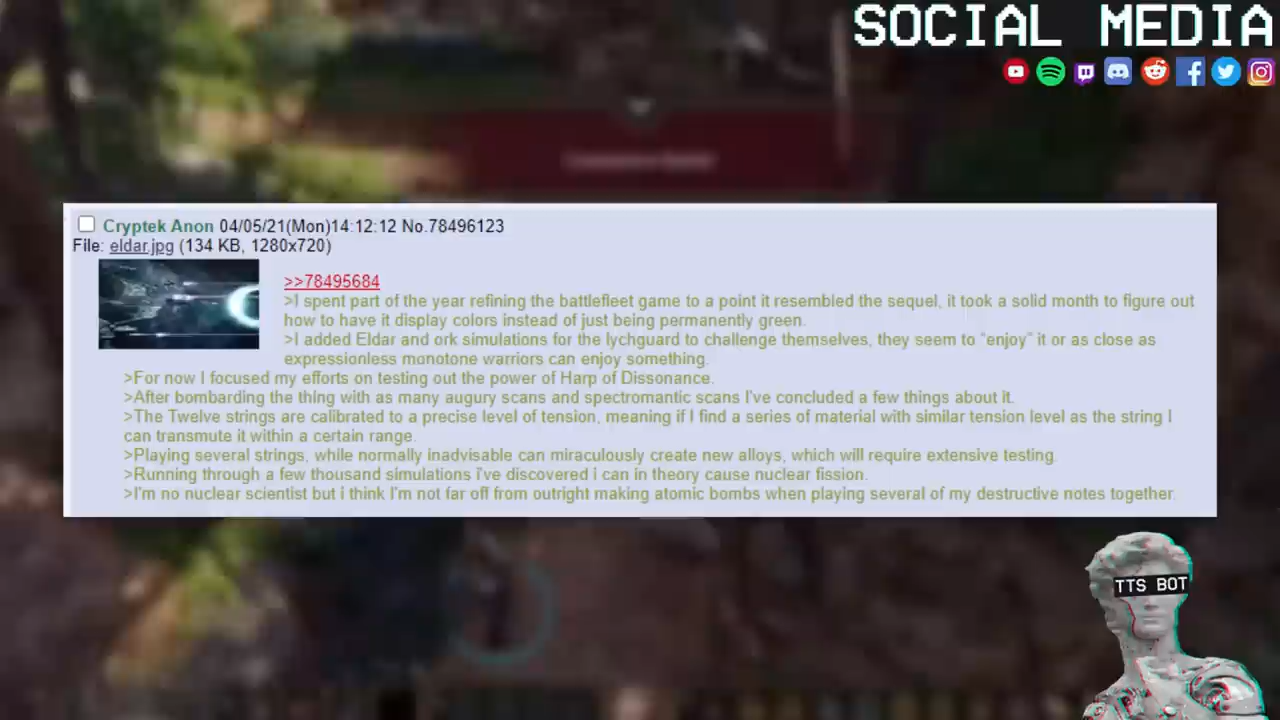 SOCIAL MEDIA
Cryptek Anon 04/05/21(Mon)14:12:12 No.78496123
File: eldar.jpg (134 KB, 1280x720)
>>78495684
>I spent part of the year refining the battlefleet game to a point it resembled the sequel, it took a solid month to figure out
how to have it display colors instead of just being permanently green.
>I added Eldar and ork simulations for the lychguard to challenge themselves, they seem to "enjoy" it or as close as
expressionless monotone warriors can enjoy something.
>For now I focused my efforts on testing out the power of Harp of Dissonance.
>After bombarding the thing with as many augury scans and spectromantic scans I've concluded a few things about it.
>The Twelve strings are calibrated to a precise level of tension, meaning if I find a series of material with similar tension level as the string I
can transmute it within a certain range.
>Playing several strings, while normally inadvisable can miraculously create new alloys, which will require extensive testing.
>Running through a few thousand simulations i've discovered i can in theory cause nuclear fission.
>I'm no nuclear scientist but i think I'm not far off from outright making atomic bombs when playing several of my destructive notes together.
TTS BOT